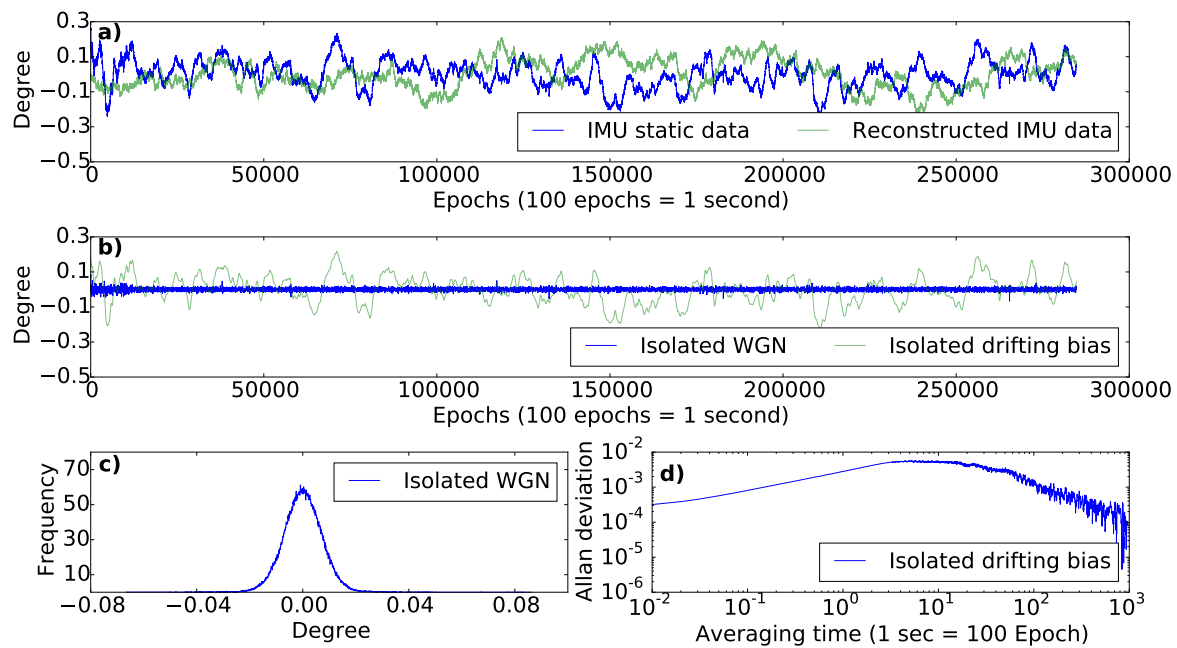 a)
Degree
0.3
0.1
−0.1
−0.3
−0.5
IMU static data
Reconstructed IMU data
0 50000 100000 150000 200000 250000 300000
Epochs (100 epochs = 1 second)
b)
Degree
0.3
0.1
−0.1
−0.3
−0.5
Isolated WGN
Isolated drifting bias
0 50000 100000 150000 200000 250000 300000
Epochs (100 epochs = 1 second)
c)
Frequency
70
50
30
10
Isolated WGN
−0.08 −0.04 0.00 0.04 0.08
Degree
d)
Allan deviation
10^-2
10^-3
10^-4
10^-5
10^-6
Isolated drifting bias
10^-2 10^-1 10^0 10^1 10^2 10^3
Averaging time (1 sec = 100 Epoch)